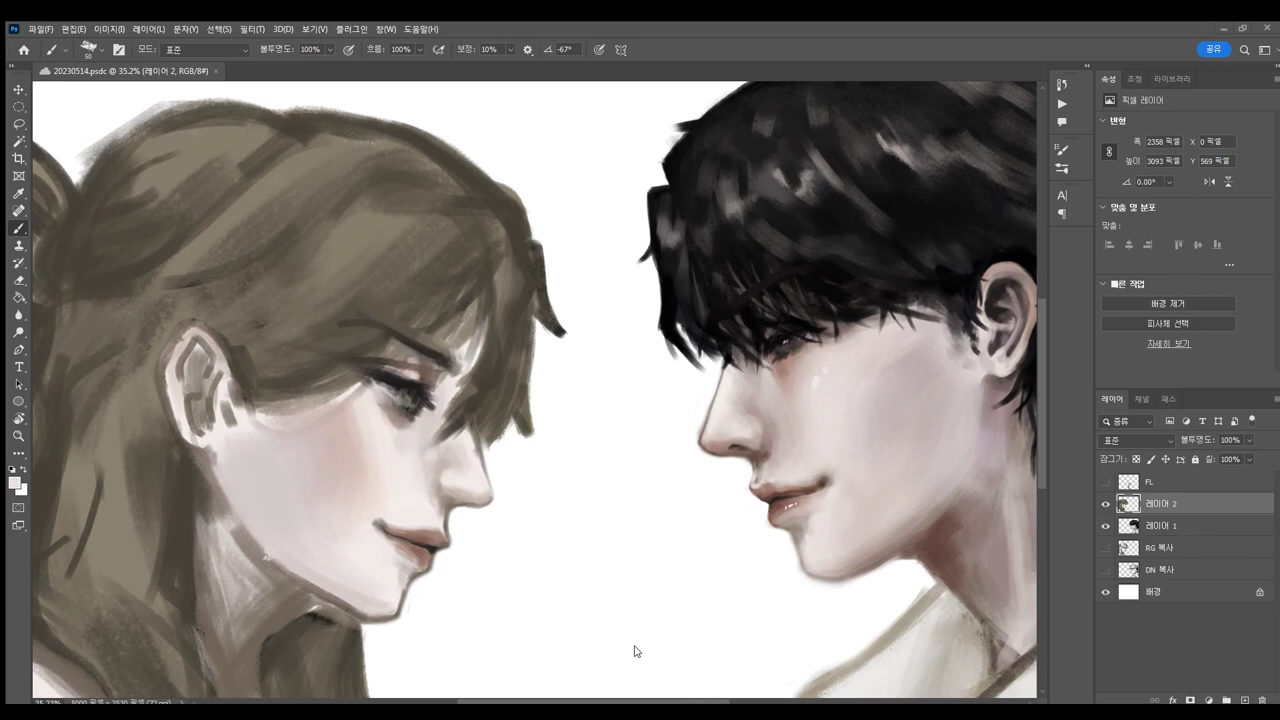 Ps 파일(F) 편집(E) 이미지(I) 레이어(L) 문자(Y) 선택(S) 필터(T) 3D(D) 보기(V) 플러그인 창(W) 도움말(H)
50 모드: 표준 불투명도: 100% 흐름: 100% 보정: 10% -67° 공유
20230514.psdc @ 35.2% (레이어 2, RGB/8#) ×
속성 조정 라이브러리
픽셀 레이어
변형
폭 2358 픽셀 X 0 픽셀
높이 3093 픽셀 Y 569 픽셀
0.00°
맞춤 및 분포
맞춤:
빠른 작업
배경 제거
피사체 선택
자세히 보기
레이어 채널 패스
종류
표준 불투명도: 100%
잠그기: 칠: 100%
FL
레이어 2
레이어 1
RG 복사
DN 복사
배경